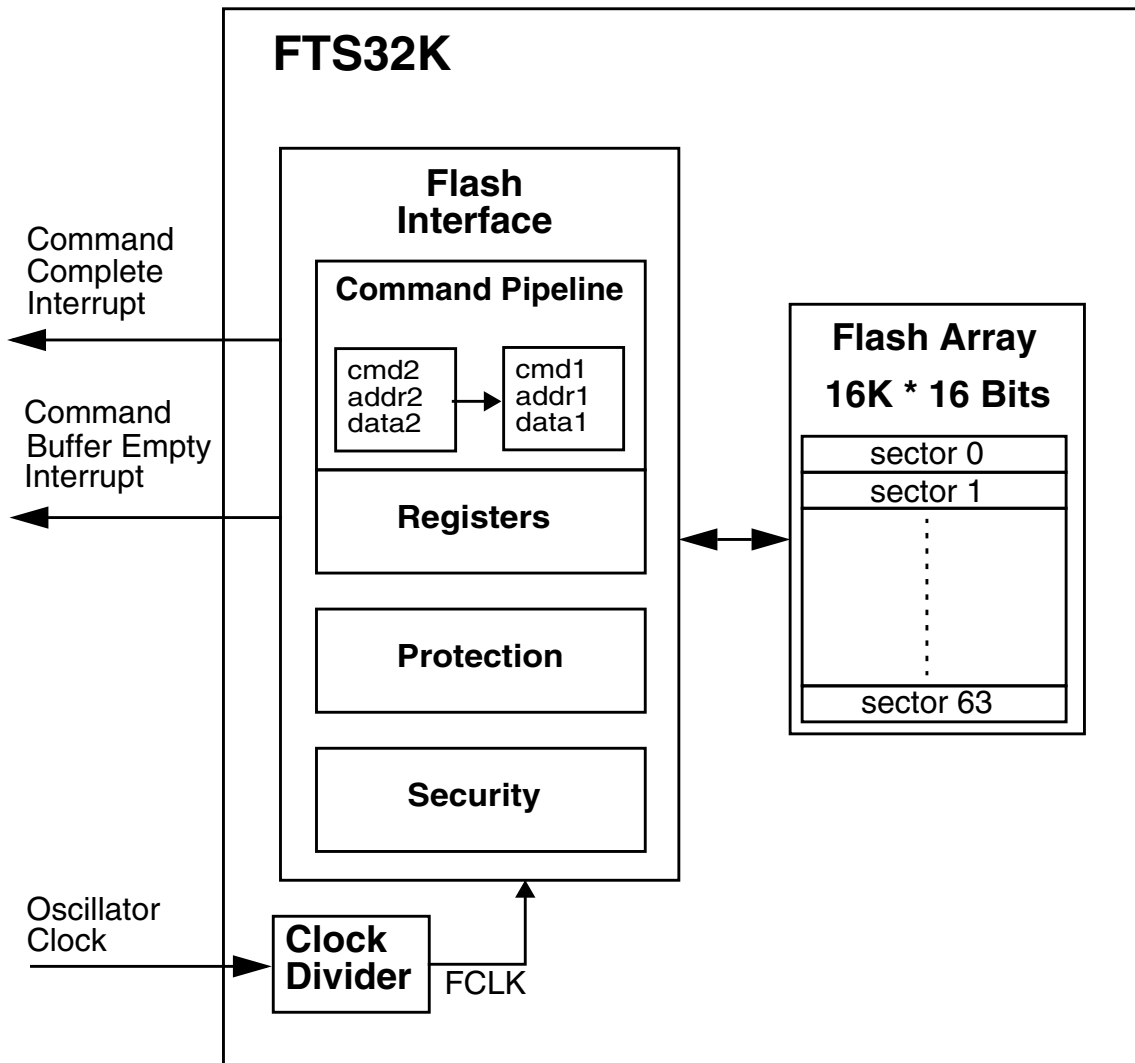 FTS32K
Flash
Interface
Command
Complete
Interrupt
Command Pipeline
cmd2
addr2
data2
cmd1
addr1
data1
Command
Buffer Empty
Interrupt
Registers
Protection
Security
Flash Array
16K * 16 Bits
sector 0
sector 1
sector 63
Oscillator
Clock
Clock
Divider
FCLK